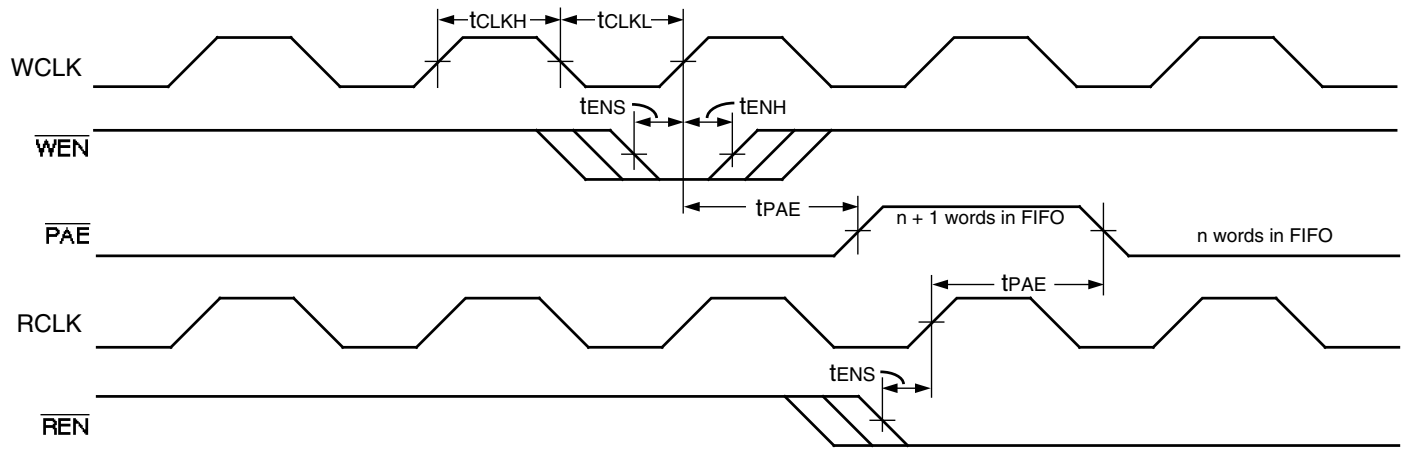 tCLKH
tCLKL
WCLK
tENS
tENH
WEN
tPAE
n + 1 words in FIFO
PAE
n words in FIFO
tPAE
RCLK
tENS
REN